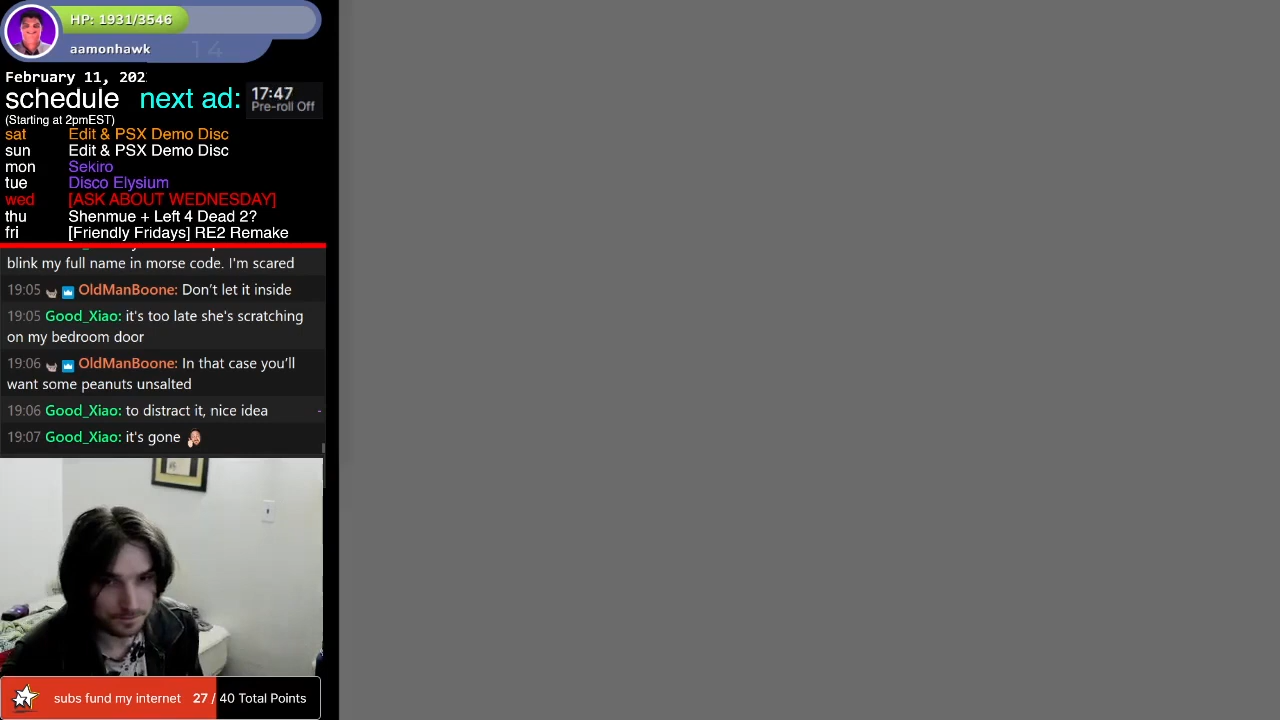 HP: 1931/3546
aamonhawk
14
February 11, 202
schedule next ad: 17:47
Pre-roll Off
(Starting at 2pmEST)
sat Edit & PSX Demo Disc
sun Edit & PSX Demo Disc
mon Sekiro
tue Disco Elysium
wed [ASK ABOUT WEDNESDAY]
thu Shenmue + Left 4 Dead 2?
fri [Friendly Fridays] RE2 Remake
blink my full name in morse code. I'm scared
19:05 OldManBoone: Don't let it inside
19:05 Good_Xiao: it's too late she's scratching
on my bedroom door
19:06 OldManBoone: In that case you'll
want some peanuts unsalted
19:06 Good_Xiao: to distract it, nice idea
19:07 Good_Xiao: it's gone
subs fund my internet 27 / 40 Total Points